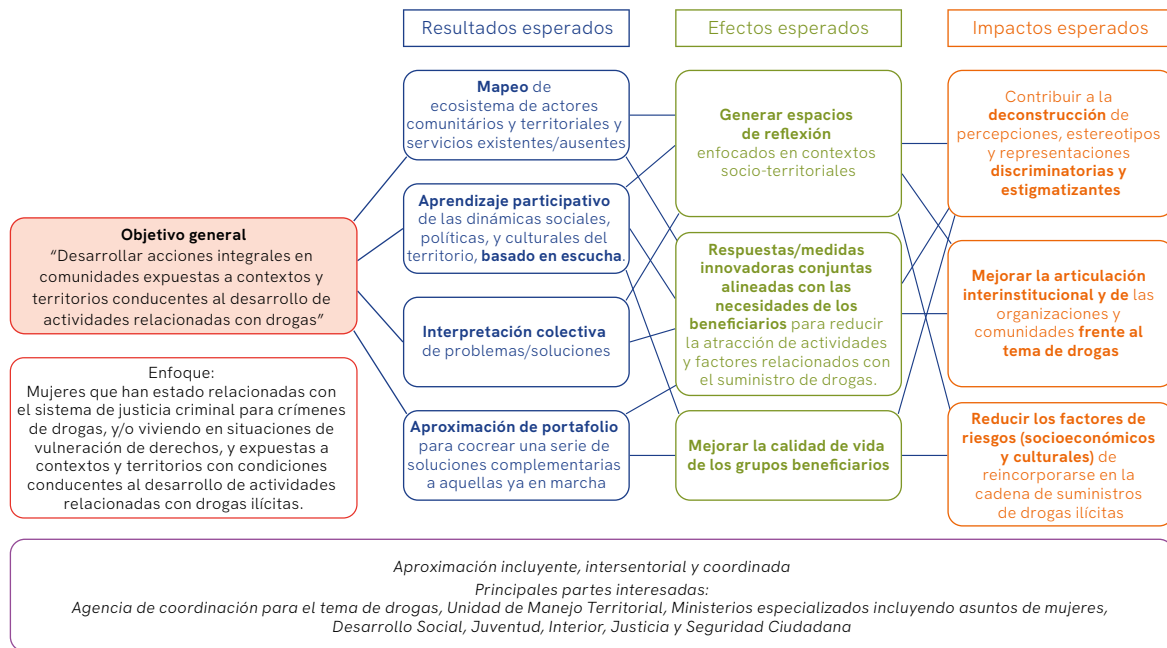 Resultados esperados
Efectos esperados
Impactos esperados
Objetivo general
“Desarrollar acciones integrales en
comunidades expuestas a contextos y
territorios conducentes al desarrollo de
actividades relacionadas con drogas”
Enfoque:
Mujeres que han estado relacionadas con
el sistema de justicia criminal para crímenes
de drogas, y/o viviendo en situaciones de
vulneración de derechos, y expuestas a
contextos y territorios con condiciones
conducentes al desarrollo de actividades
relacionadas con drogas ilícitas.
Mapeo de
ecosistema de actores
comunitários y territoriales y
servicios existentes/ausentes
Aprendizaje participativo
de las dinámicas sociales,
políticas, y culturales del
territorio, basado en escucha.
Interpretación colectiva
de problemas/soluciones
Aproximación de portafolio
para cocrear una serie de
soluciones complementarias
a aquellas ya en marcha
Generar espacios
de reflexión
enfocados en contextos
socio-territoriales
Respuestas/medidas
innovadoras conjuntas
alineadas con las
necesidades de los
beneficiarios para reducir
la atracción de actividades
y factores relacionados con
el suministro de drogas.
Mejorar la calidad de vida
de los grupos beneficiarios
Contribuir a la
deconstrucción de
percepciones, estereotipos
y representaciones
discriminatorias y
estigmatizantes
Mejorar la articulación
interinstitucional y de las
organizaciones y
comunidades frente al
tema de drogas
Reducir los factores de
riesgos (socioeconómicos
y culturales) de
reincorporarse en la
cadena de suministros
de drogas ilícitas
Aproximación incluyente, intersentorial y coordinada
Principales partes interesadas:
Agencia de coordinación para el tema de drogas, Unidad de Manejo Territorial, Ministerios especializados incluyendo asuntos de mujeres,
Desarrollo Social, Juventud, Interior, Justicia y Seguridad Ciudadana